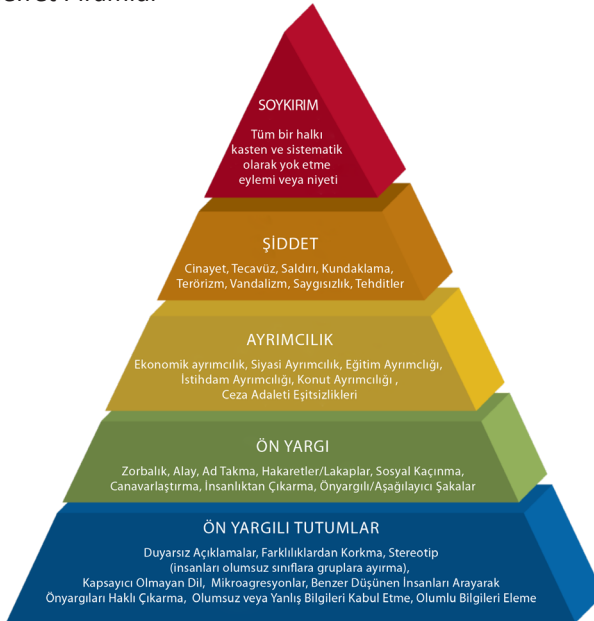 SOYKIRIM
Tüm bir halkı
kasten ve sistematik
olarak yok etme
eylemi veya niyeti
ŞİDDET
Cinayet, Tecavüz, Saldırı, Kundaklama,
Terörizm, Vandalizm, Saygısızlık, Tehditler
AYRIMCILIK
Ekonomik ayrımcılık, Siyasi Ayrımcılık, Eğitim Ayrımclığı,
İstihdam Ayrımcılığı, Konut Ayrımcılığı ,
Ceza Adaleti Eşitsizlikleri
ÖN YARGI
Zorbalık, Alay, Ad Takma, Hakaretler/Lakaplar, Sosyal Kaçınma,
Canavarlaştırma, İnsanlıktan Çıkarma, Önyargılı/Aşağılayıcı Şakalar
ÖN YARGILI TUTUMLAR
Duyarsız Açıklamalar, Farklılıklardan Korkma, Stereotip
(insanları olumsuz sınıflara gruplara ayırma),
Kapsayıcı Olmayan Dil, Mikroagresyonlar, Benzer Düşünen İnsanları Arayarak
Önyargıları Haklı Çıkarma, Olumsuz veya Yanlış Bilgileri Kabul Etme, Olumlu Bilgileri Eleme